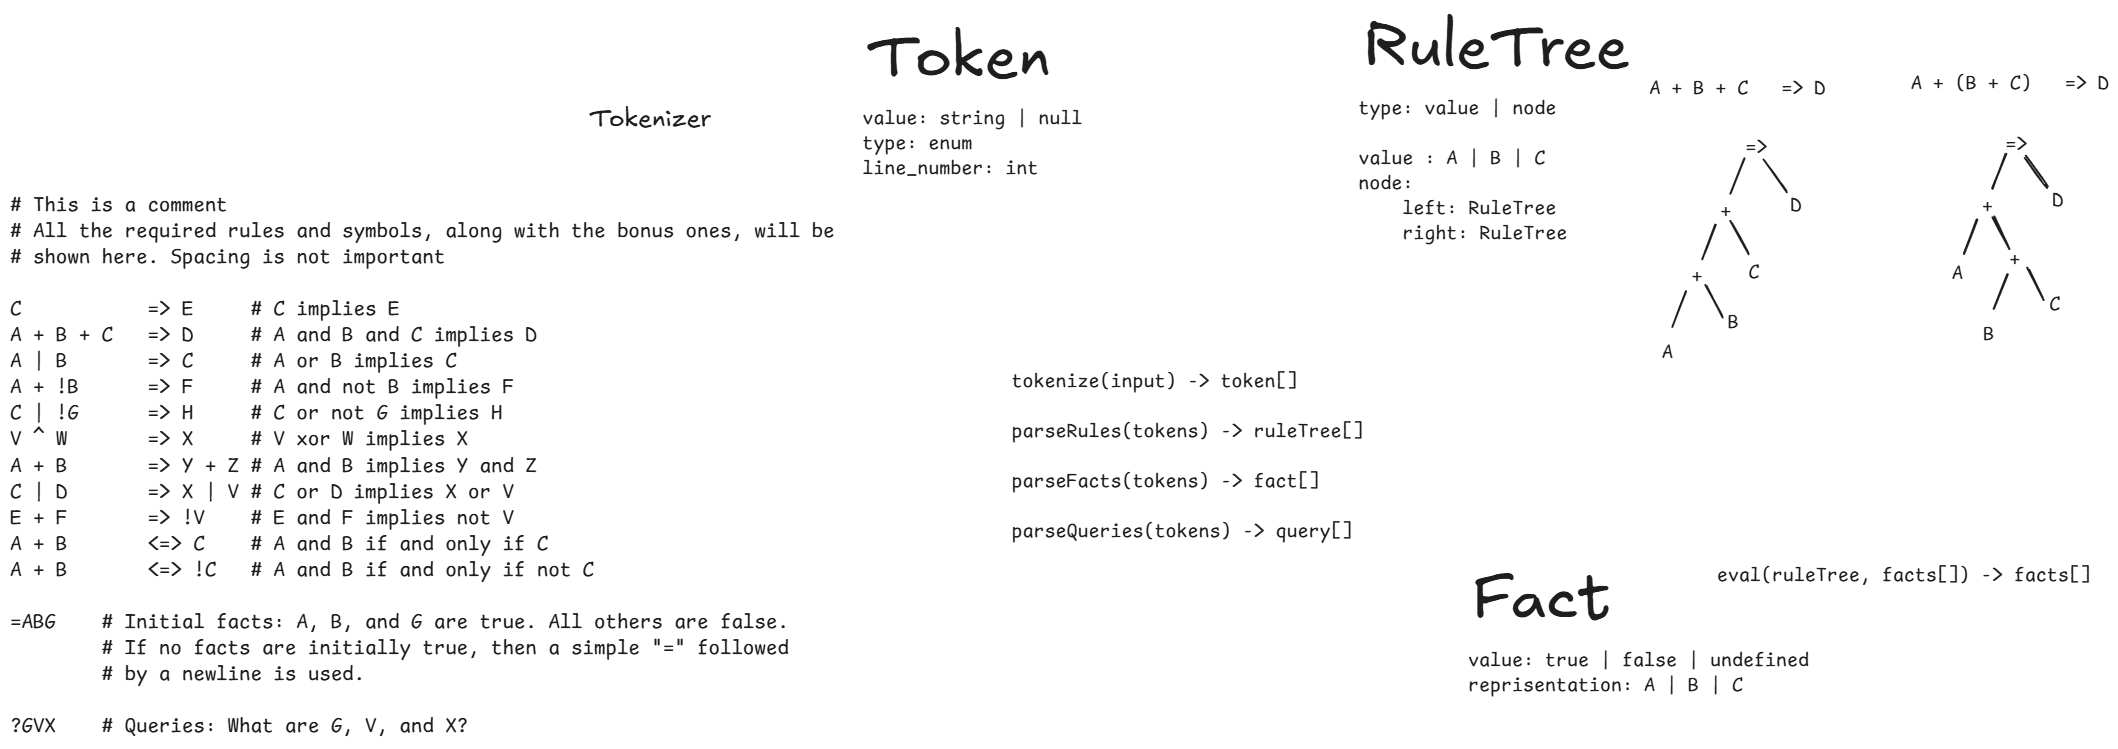 Tokenizer
# This is a comment
# All the required rules and symbols, along with the bonus ones, will be
# shown here. Spacing is not important
C => E # C implies E
A + B + C => D # A and B and C implies D
A | B => C # A or B implies C
A + !B => F # A and not B implies F
C | !G => H # C or not G implies H
V ^ W => X # V xor W implies X
A + B => Y + Z # A and B implies Y and Z
C | D => X | V # C or D implies X or V
E + F => !V # E and F implies not V
A + B <=> C # A and B if and only if C
A + B <=> !C # A and B if and only if not C
=ABG # Initial facts: A, B, and G are true. All others are false.
# If no facts are initially true, then a simple "=" followed
# by a newline is used.
?GVX # Queries: What are G, V, and X?
Token
value: string | null
type: enum
line_number: int
tokenize(input) -> token[]
parseRules(tokens) -> ruleTree[]
parseFacts(tokens) -> fact[]
parseQueries(tokens) -> query[]
RuleTree
type: value | node
value : A | B | C
node:
left: RuleTree
right: RuleTree
A + B + C => D
=>
+
D
+
C
B
A
A + (B + C) => D
=>
+
D
A
+
C
B
eval(ruleTree, facts[]) -> facts[]
Fact
value: true | false | undefined
reprisentation: A | B | C